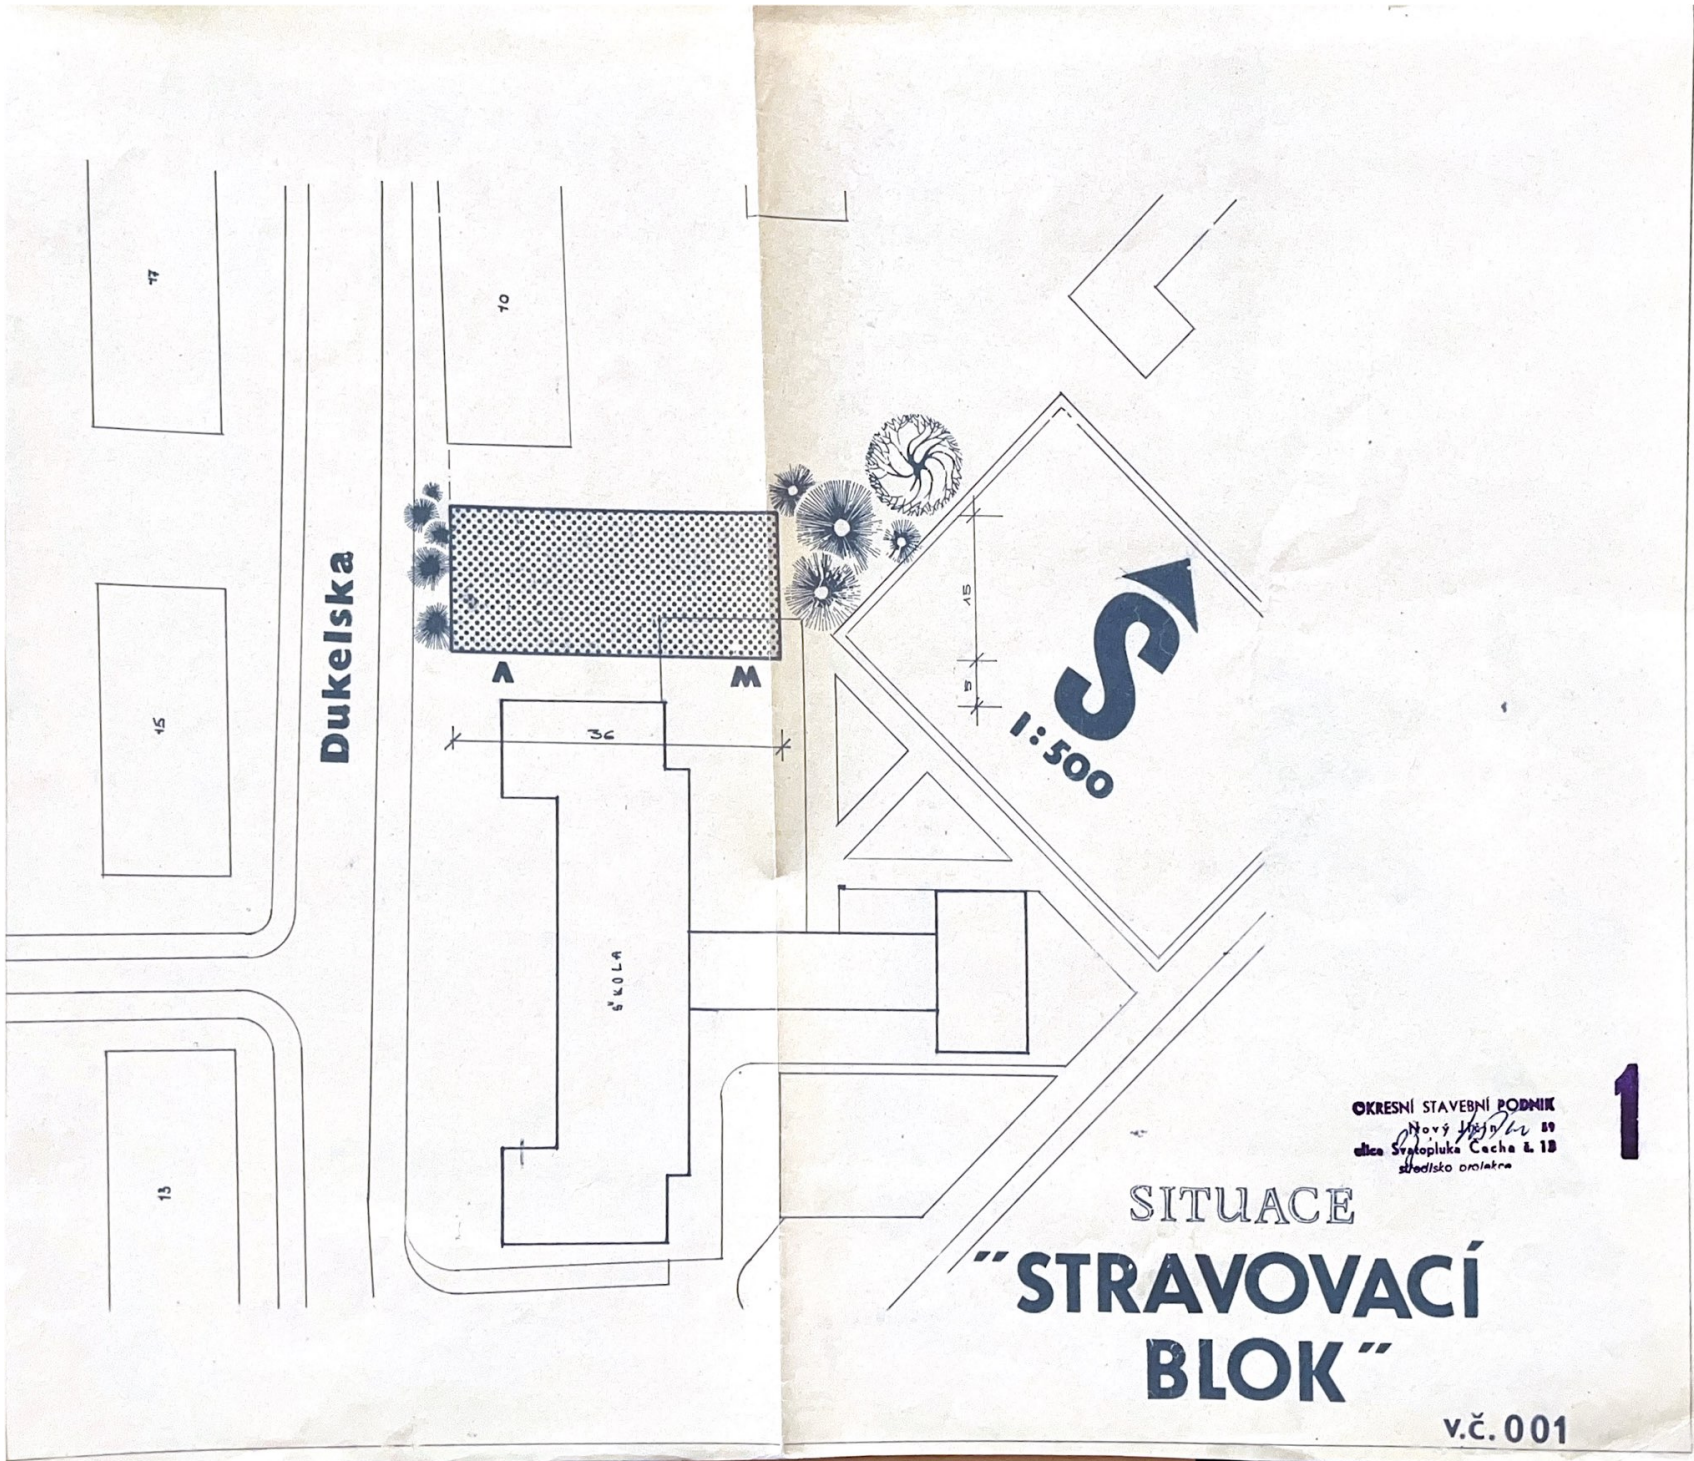 17
10
Dukelska
15
15
5
36
1:500
S
ŠKOLA
13
1
OKRESNÍ STAVEBNÍ PODNIK
Nový Jičín 59
ulice Svatopluka Čecha č. 13
středisko
SITUACE
"STRAVOVACÍ
BLOK"
v.č. 001